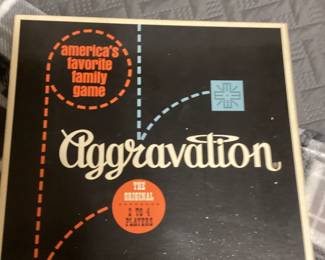 america's
favorite family
game
Aggravation
THE
ORIGINAL
2 TO 4
PLAYERS